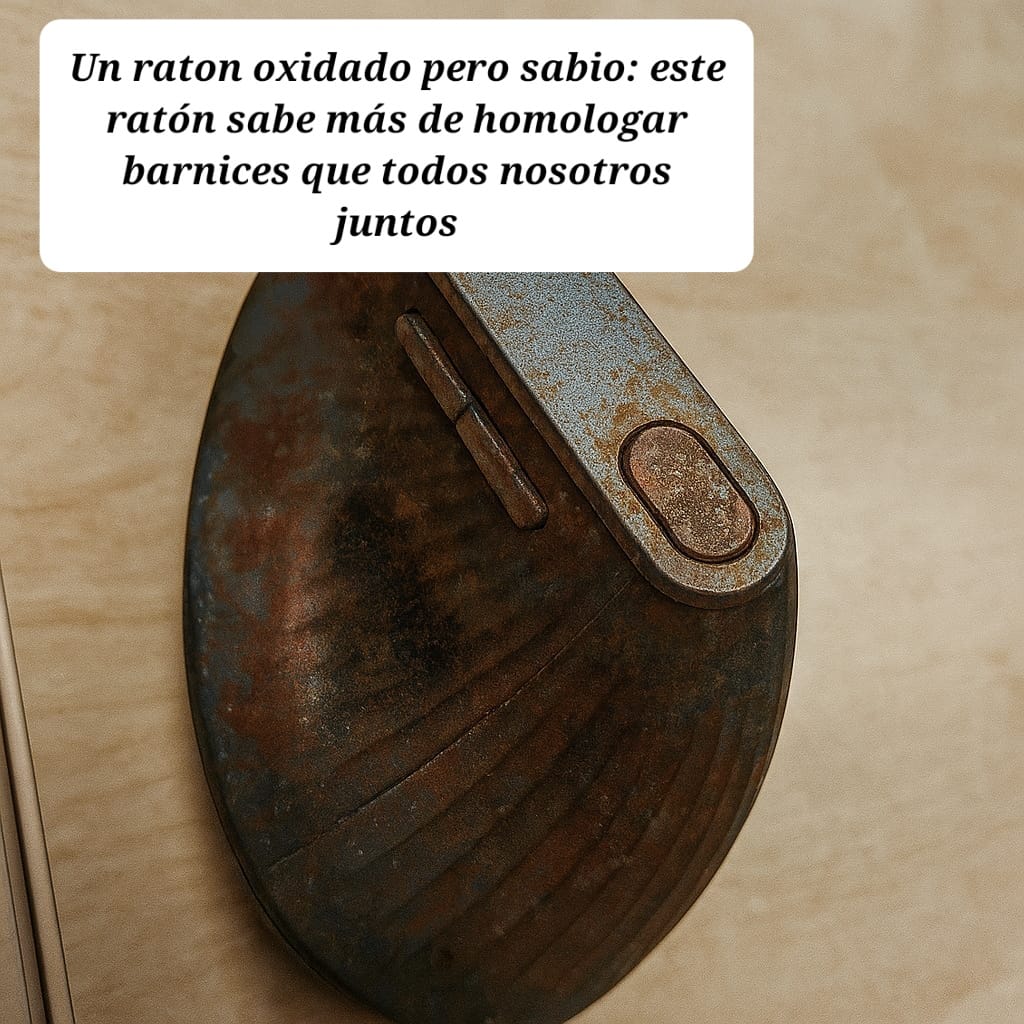 Un raton oxidado pero sabio: este
ratón sabe más de homologar
barnices que todos nosotros
juntos